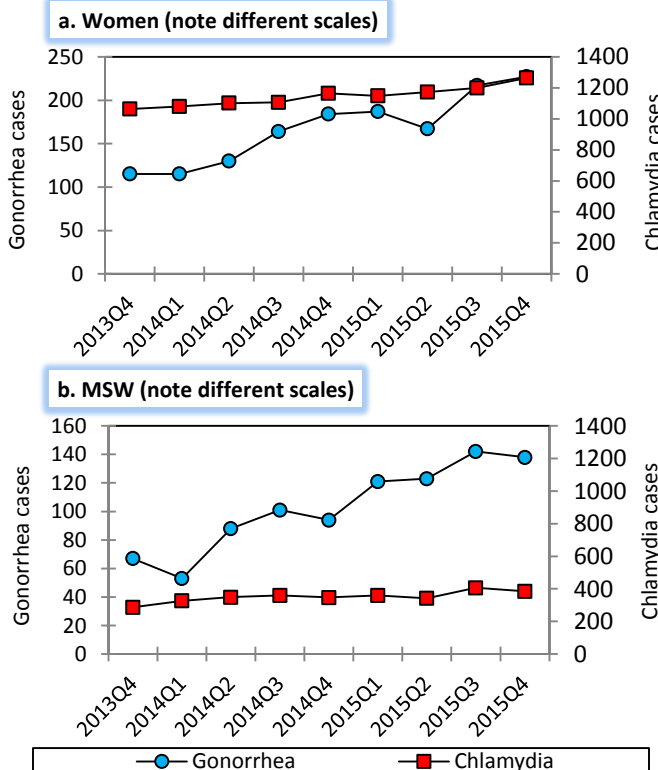 a. Women (note different scales)
250
200
150
100
50
0
Gonorrhea cases
1400
1200
1000
800
600
400
200
0
Chlamydia cases
2013Q4
2014Q1
2014Q2
2014Q3
2014Q4
2015Q1
2015Q2
2015Q3
2015Q4
b. MSW (note different scales)
160
140
120
100
80
60
40
20
0
Gonorrhea cases
1400
1200
1000
800
600
400
200
0
Chlamydia cases
2013Q4
2014Q1
2014Q2
2014Q3
2014Q4
2015Q1
2015Q2
2015Q3
2015Q4
Gonorrhea Chlamydia